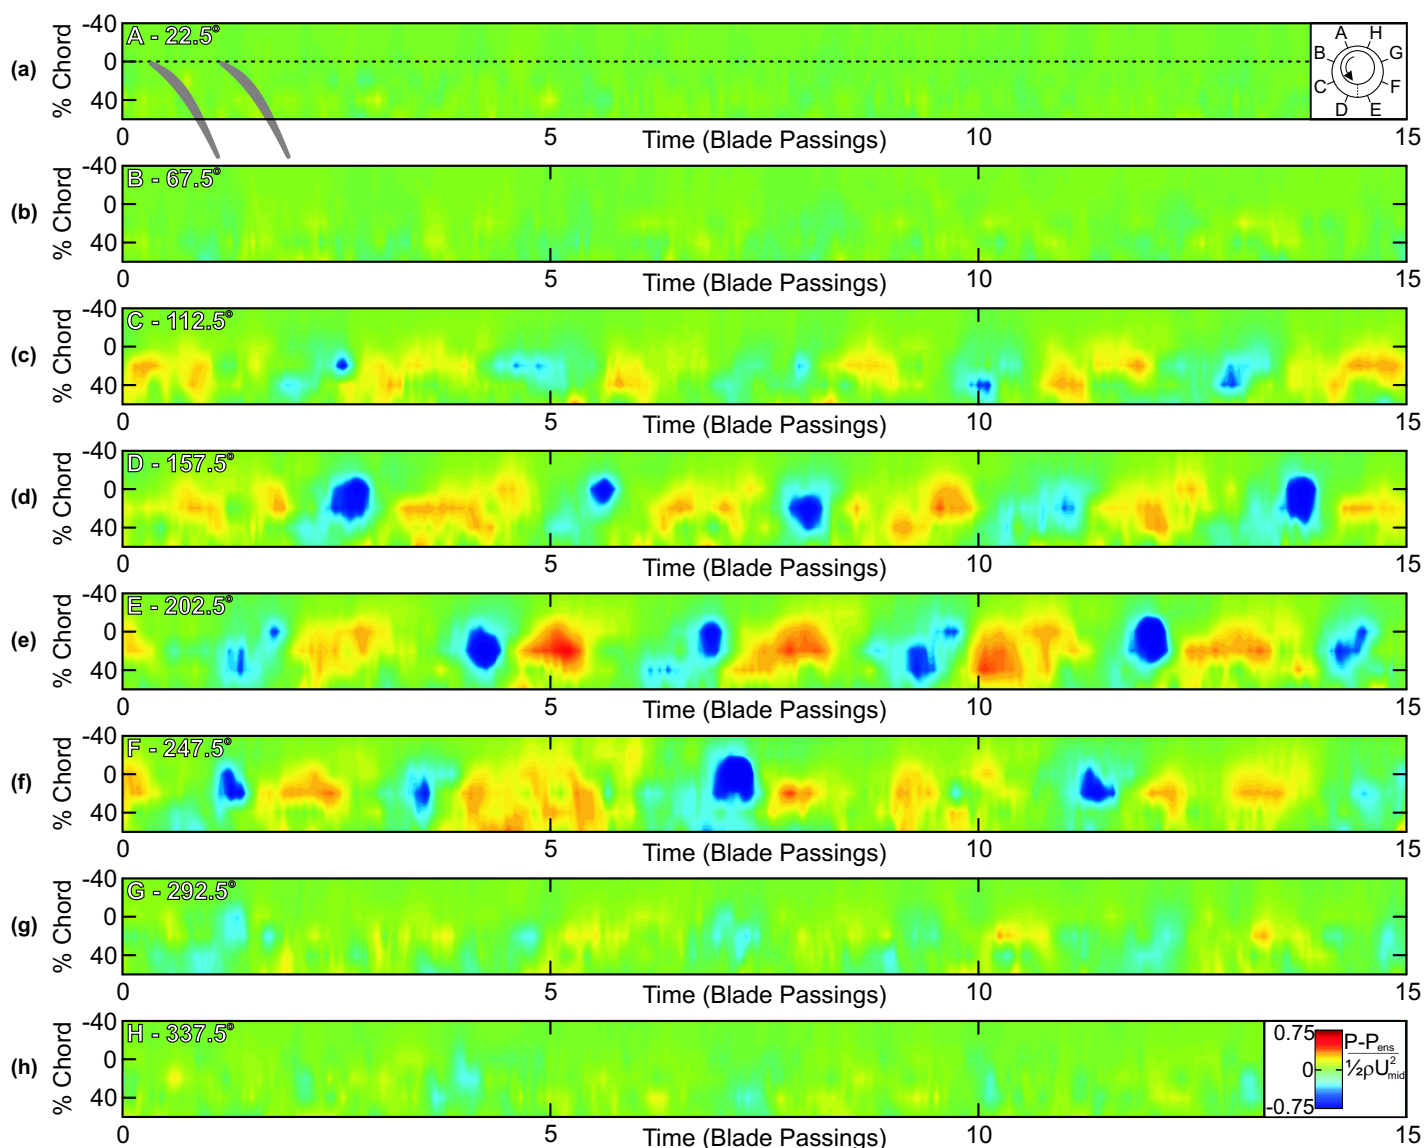 (a)
% Chord
-40
0
40
A - 22.5°
A H
B G
C F
D E
0 5 10 15
Time (Blade Passings)
(b)
% Chord
-40
0
40
B - 67.5°
0 5 10 15
Time (Blade Passings)
(c)
% Chord
-40
0
40
C - 112.5°
0 5 10 15
Time (Blade Passings)
(d)
% Chord
-40
0
40
D - 157.5°
0 5 10 15
Time (Blade Passings)
(e)
% Chord
-40
0
40
E - 202.5°
0 5 10 15
Time (Blade Passings)
(f)
% Chord
-40
0
40
F - 247.5°
0 5 10 15
Time (Blade Passings)
(g)
% Chord
-40
0
40
G - 292.5°
0 5 10 15
Time (Blade Passings)
(h)
% Chord
-40
0
40
H - 337.5°
0.75
0
-0.75
P-Pens
½ρU²mid
0 5 10 15
Time (Blade Passings)